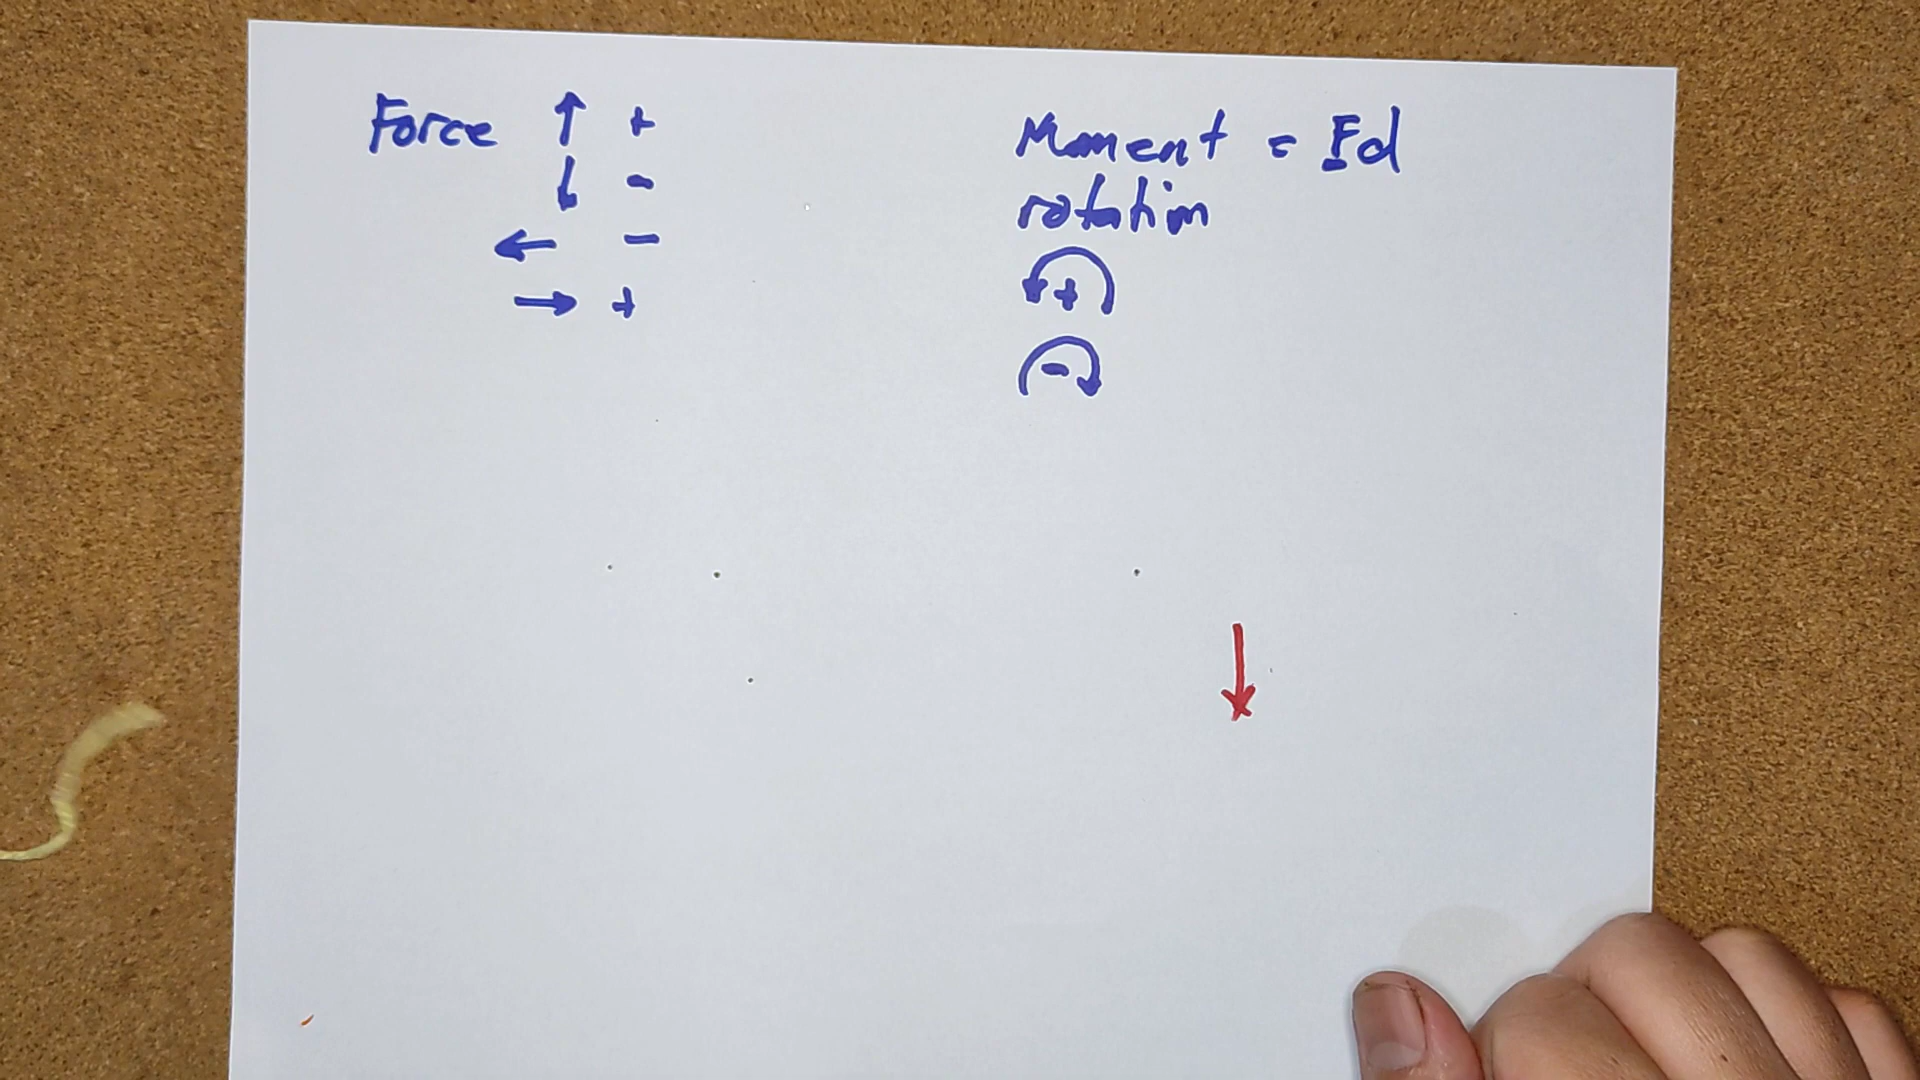 Force ↑ +
↓ -
← -
→ +
Moment = Fd
rotation
+
-